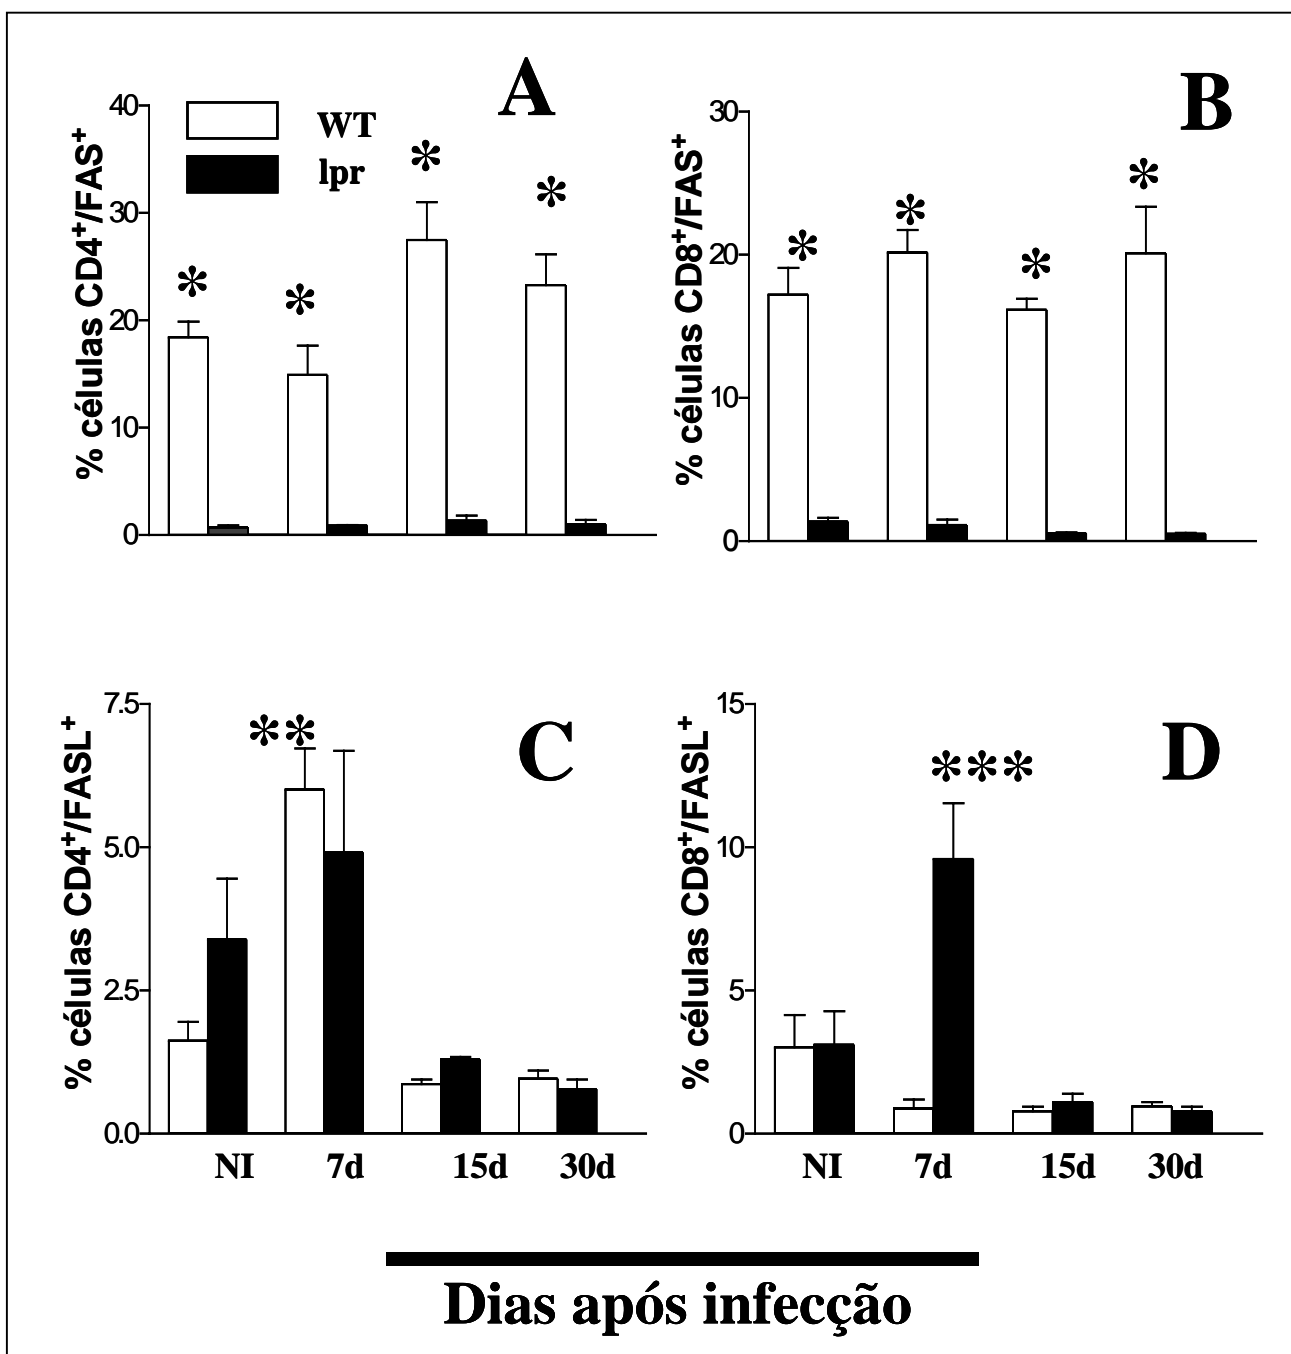 A
WT
lpr
% células CD4+/FAS+
40
30
20
10
0
*
*
*
*
B
% células CD8+/FAS+
30
20
10
0
*
*
*
*
C
% células CD4+/FASL+
7.5
5.0
2.5
0.0
**
NI 7d 15d 30d
D
% células CD8+/FASL+
15
10
5
0
***
NI 7d 15d 30d
Dias após infecção